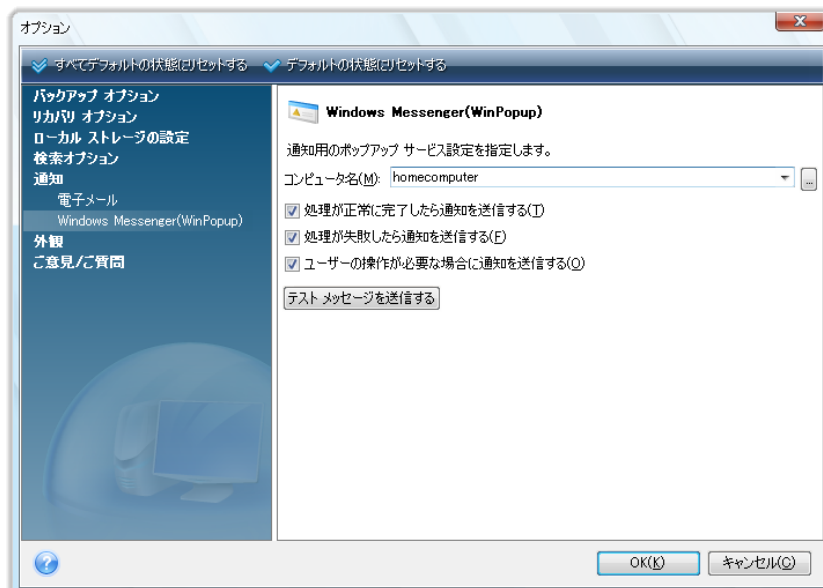 オプション
すべてデフォルトの状態にリセットする デフォルトの状態にリセットする
バックアップ オプション
リカバリ オプション
ローカル ストレージの設定
検索オプション
通知
電子メール
Windows Messenger(WinPopup)
外観
ご意見/ご質問
Windows Messenger(WinPopup)
通知用のポップアップ サービス設定を指定します。
コンピュータ名(M): homecomputer ...
処理が正常に完了したら通知を送信する(T)
処理が失敗したら通知を送信する(F)
ユーザーの操作が必要な場合に通知を送信する(O)
テスト メッセージを送信する
OK(K) キャンセル(C)